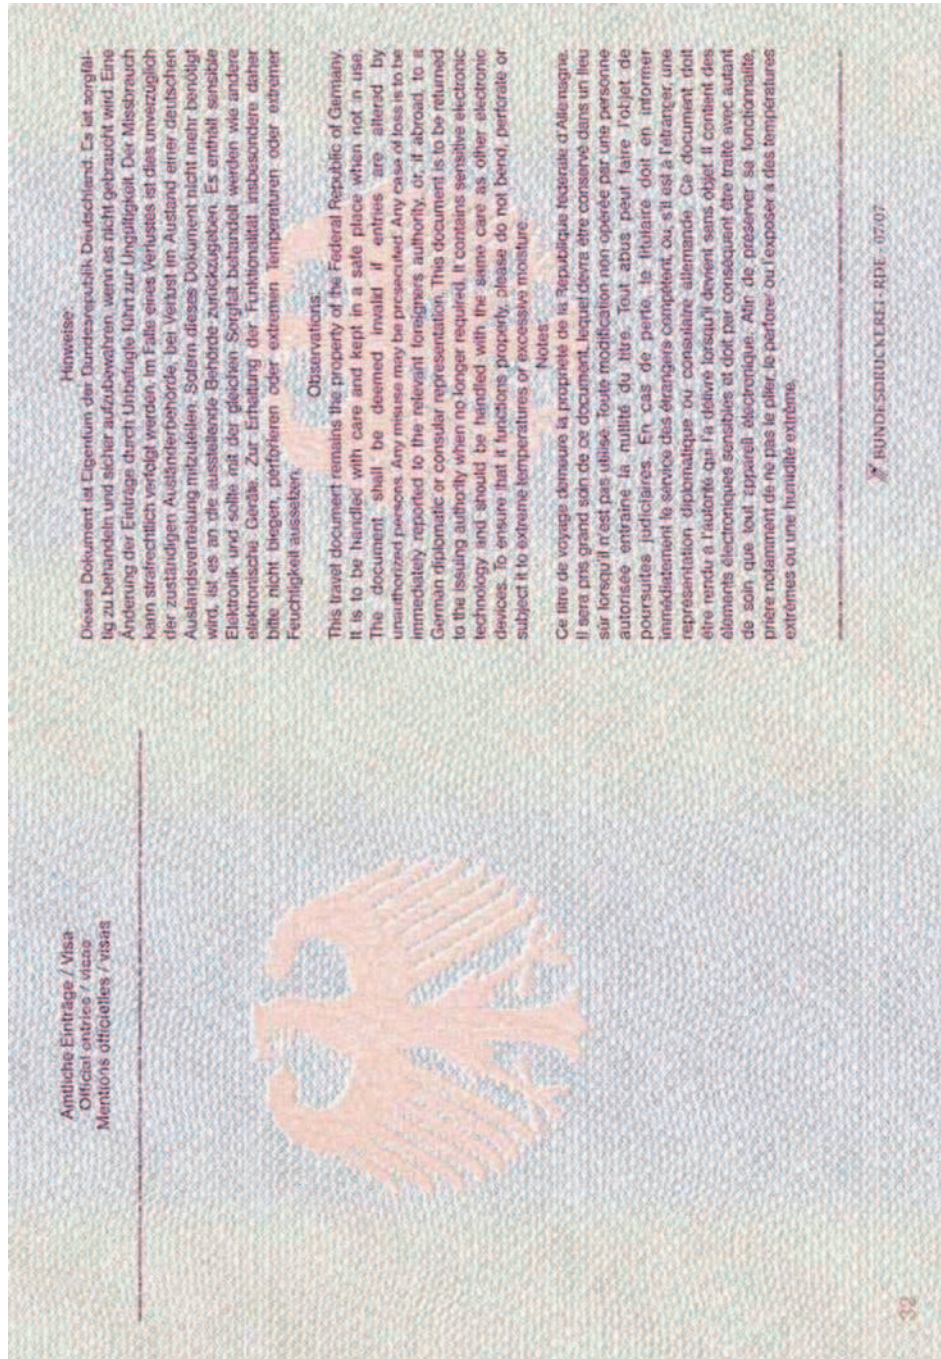 Amtliche Einträge / Visa
Official entries / visas
Mentions officielles / visas
32
Hinweise:
Dieses Dokument ist Eigentum der Bundesrepublik Deutschland. Es ist sorgfäl-
tig zu behandeln und sicher aufzubewahren, wenn es nicht gebraucht wird. Eine
Änderung der Einträge durch Unbefugte führt zur Ungültigkeit. Der Missbrauch
kann strafrechtlich verfolgt werden. Im Falle eines Verlustes ist dies unverzüglich
der zuständigen Ausländerbehörde, bei Verlust im Ausland einer deutschen
Auslandsvertretung mitzuteilen. Sofern dieses Dokument nicht mehr benötigt
wird, ist es an die ausstellende Behörde zurückzugeben. Es enthält sensible
Elektronik und sollte mit der gleichen Sorgfalt behandelt werden wie andere
elektronische Geräte. Zur Erhaltung der Funktionalität insbesondere daher
bitte nicht biegen, perforieren oder extremen Temperaturen oder extremer
Feuchtigkeit aussetzen.
Observations:
This travel document remains the property of the Federal Republic of Germany.
It is to be handled with care and kept in a safe place when not in use.
The document shall be deemed invalid if entries are altered by
unauthorized persons. Any misuse may be prosecuted. Any case of loss is to be
immediately reported to the relevant foreigners authority, or, if abroad, to a
German diplomatic or consular representation. This document is to be returned
to the issuing authority when no longer required. It contains sensitive electronic
technology and should be handled with the same care as other electronic
devices. To ensure that it functions properly, please do not bend, perforate or
subject it to extreme temperatures or excessive moisture.
Notes:
Ce titre de voyage demeure la propriété de la République fédérale d'Allemagne.
Il sera pris grand soin de ce document, lequel devra être conservé dans un lieu
sûr lorsqu'il n'est pas utilisé. Toute modification non opérée par une personne
autorisée entraîne la nullité du titre. Tout abus peut faire l'objet de
poursuites judiciaires. En cas de perte, le titulaire doit en informer
immédiatement le service des étrangers compétent, ou, s'il est à l'étranger, une
représentation diplomatique ou consulaire allemande. Ce document doit
être rendu à l'autorité qui l'a délivré lorsqu'il devient sans objet. Il contient des
éléments électroniques sensibles et doit par conséquent être traité avec autant
de soin que tout appareil électronique. Afin de préserver sa fonctionnalité,
prière notamment de ne pas le plier, le perforer ou l'exposer à des températures
extrêmes ou une humidité extrême.
BUNDESDRUCKEREI · RDE · 07/07